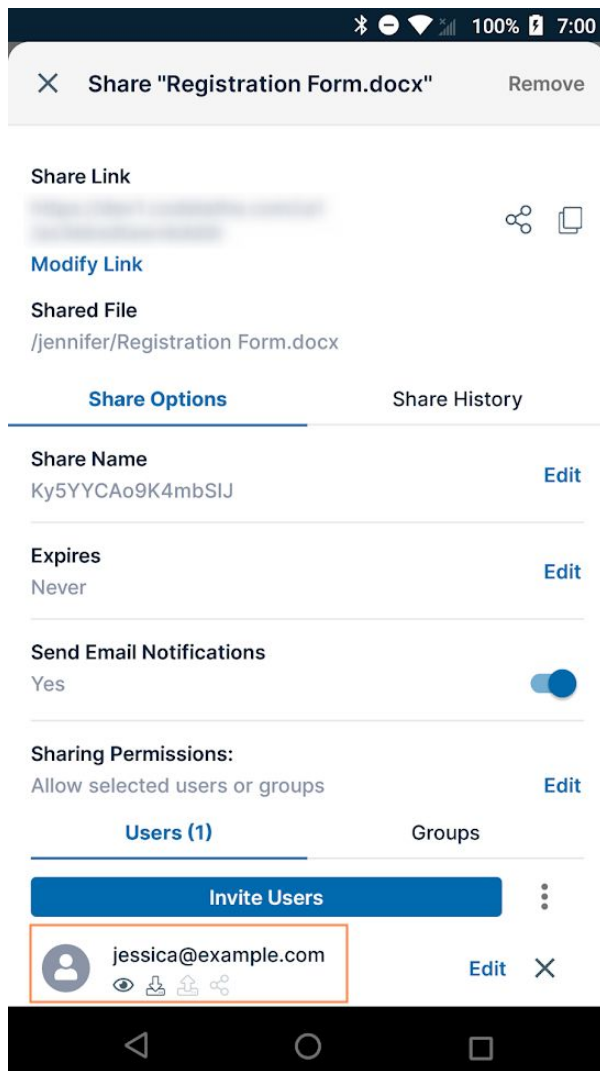 100% 7:00
Share "Registration Form.docx" Remove
Share Link
Modify Link
Shared File
/jennifer/Registration Form.docx
Share Options Share History
Share Name
Ky5YYCAo9K4mbSIJ Edit
Expires
Never Edit
Send Email Notifications
Yes
Sharing Permissions:
Allow selected users or groups Edit
Users (1) Groups
Invite Users
jessica@example.com
Edit